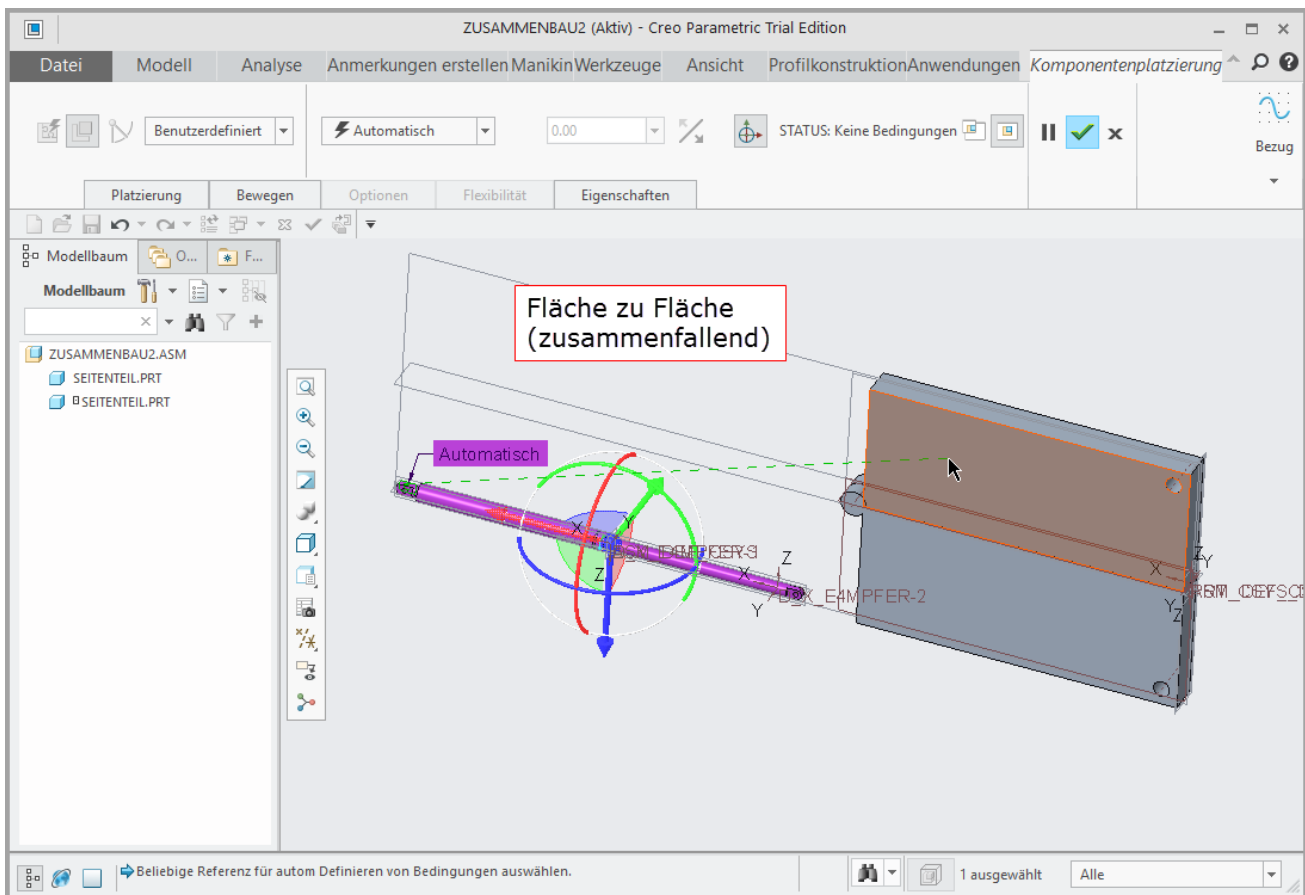 ZUSAMMENBAU2 (Aktiv) - Creo Parametric Trial Edition
Datei Modell Analyse Anmerkungen erstellen Manikin Werkzeuge Ansicht Profilkonstruktion Anwendungen Komponentenplatzierung
Benutzerdefiniert Automatisch 0.00 STATUS: Keine Bedingungen
Bezug
Platzierung Bewegen Optionen Flexibilität Eigenschaften
Modellbaum O... F...
Modellbaum
ZUSAMMENBAU2.ASM
SEITENTEIL.PRT
SEITENTEIL.PRT
Fläche zu Fläche
(zusammenfallend)
Automatisch
X Y
Z
X Z
Y
X Z Y
Y Z
Beliebige Referenz für autom Definieren von Bedingungen auswählen.
1 ausgewählt Alle